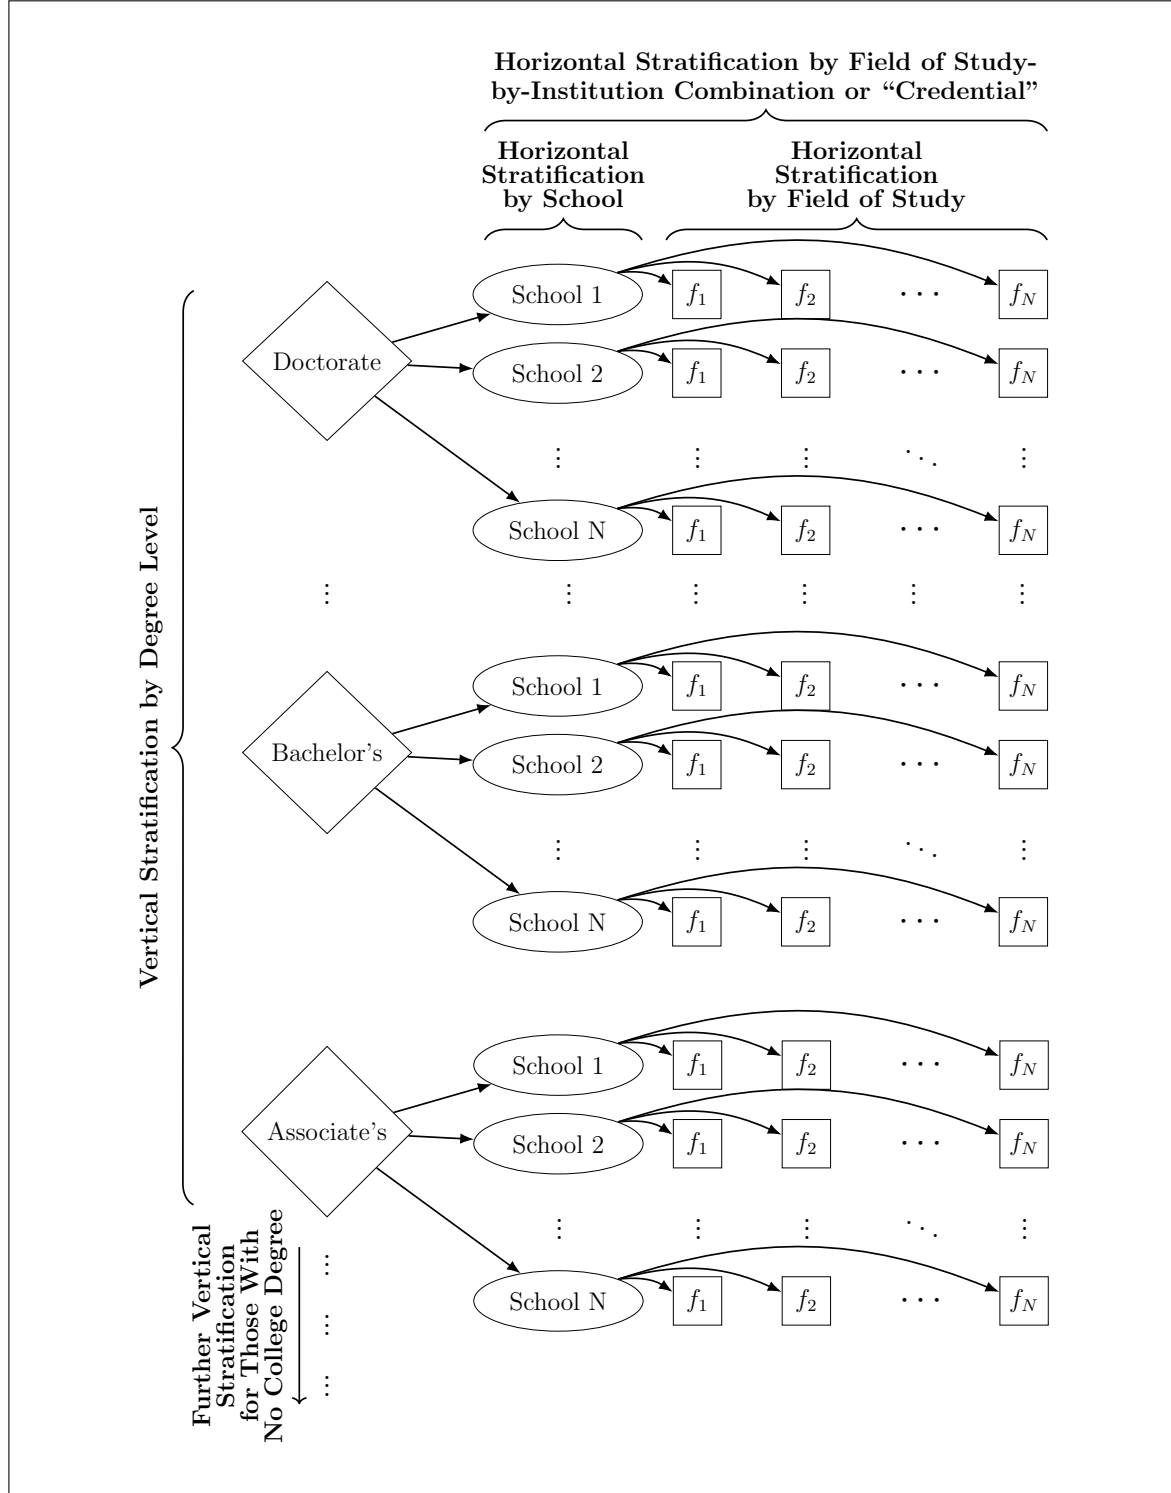 Horizontal Stratification by Field of Study-
by-Institution Combination or “Credential”
Horizontal
Stratification
by School
Horizontal
Stratification
by Field of Study
Vertical Stratification by Degree Level
Doctorate
School 1 f1 f2 ··· fN
School 2 f1 f2 ··· fN
⋮ ⋮ ⋮ ⋱ ⋮
School N f1 f2 ··· fN
⋮ ⋮ ⋮ ⋮ ⋮ ⋮
Bachelor's
School 1 f1 f2 ··· fN
School 2 f1 f2 ··· fN
⋮ ⋮ ⋮ ⋱ ⋮
School N f1 f2 ··· fN
Associate's
School 1 f1 f2 ··· fN
School 2 f1 f2 ··· fN
⋮ ⋮ ⋮ ⋱ ⋮
School N f1 f2 ··· fN
Further Vertical
Stratification
for Those With
No College Degree
⋮
⋮
⋮